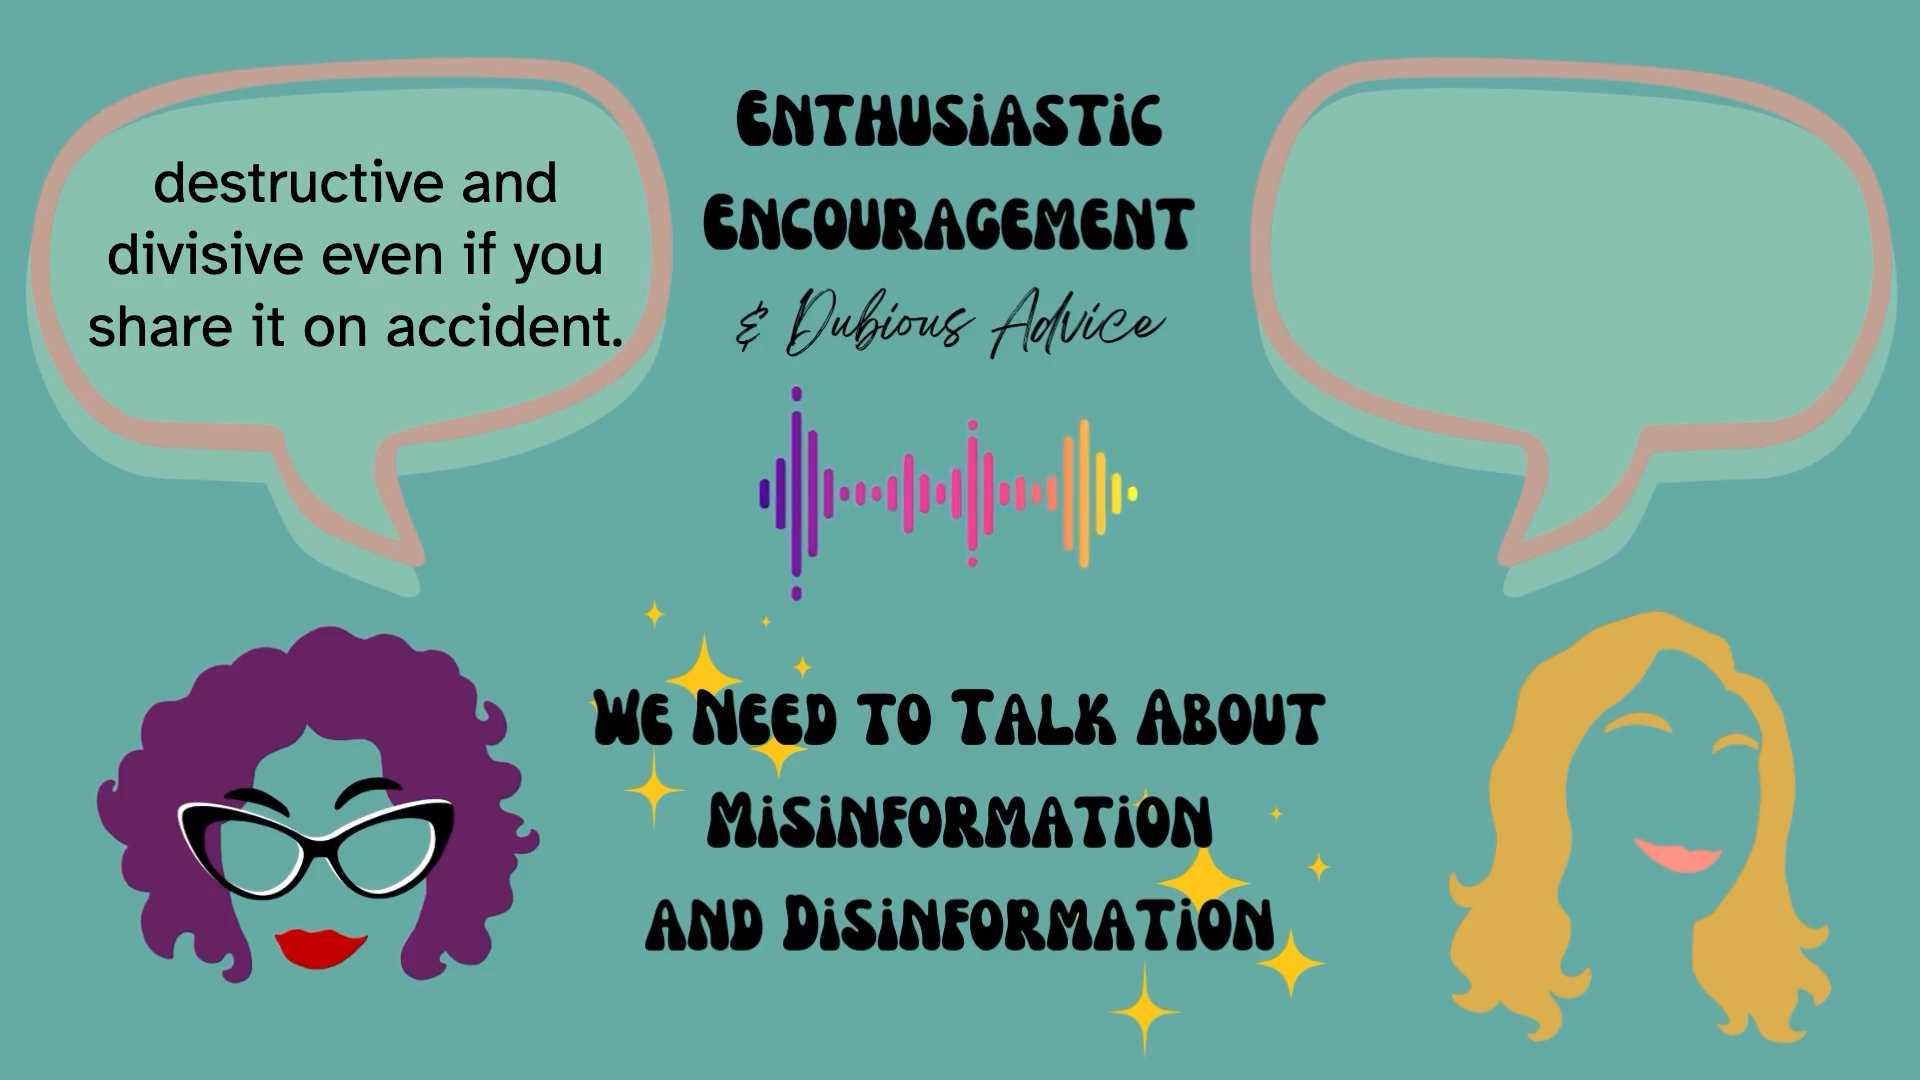 destructive and
divisive even if you
share it on accident.
Enthusiastic
Encouragement
& Dubious Advice
We Need to Talk About
Misinformation
and Disinformation